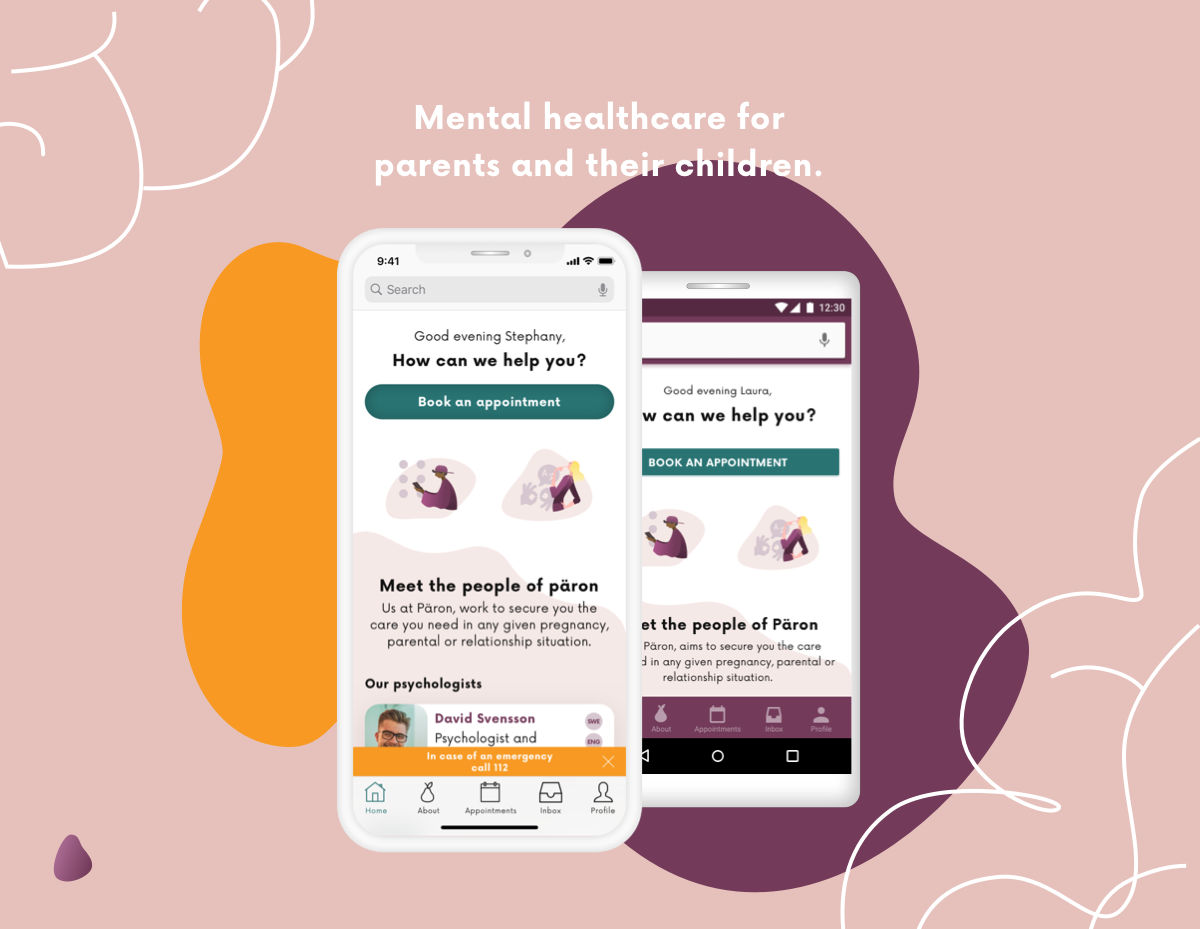 Mental healthcare for
parents and their children.
9:41
Search
Good evening Stephany,
How can we help you?
Book an appointment
Meet the people of päron
Us at Päron, work to secure you the
care you need in any given pregnancy,
parental or relationship situation.
Our psychologists
David Svensson
SWE
Psychologist and
ENG
In case of an emergency
call 112
Home
About
Appointments
Inbox
Profile
12:30
Good evening Laura,
w can we help you?
BOOK AN APPOINTMENT
et the people of Päron
Päron, aims to secure you the care
d in any given pregnancy, parental or
relationship situation.
About
Appointments
Inbox
Profile